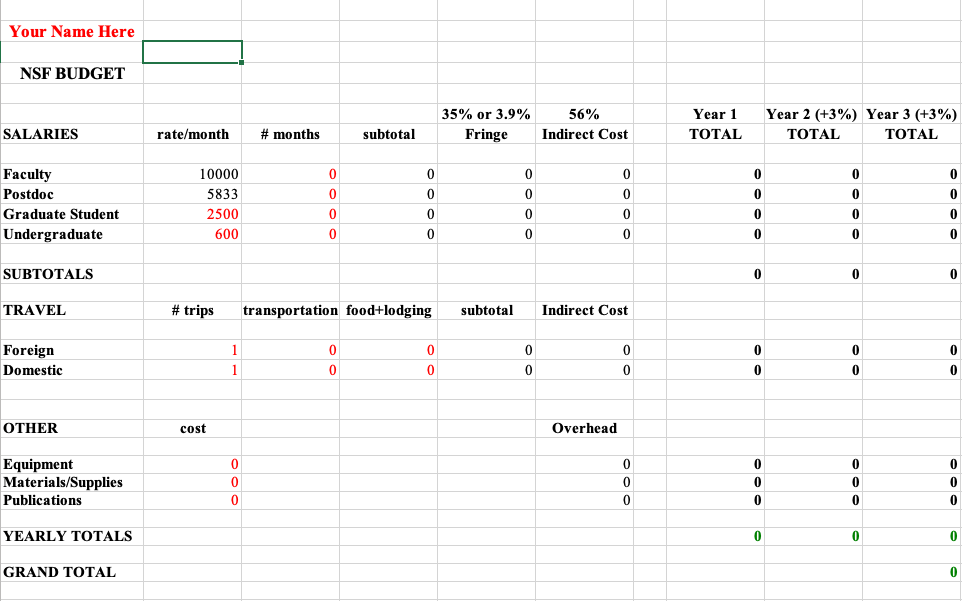 Your Name Here
NSF BUDGET
35% or 3.9% 56% Year 1 Year 2 (+3%) Year 3 (+3%)
SALARIES rate/month # months subtotal Fringe Indirect Cost TOTAL TOTAL TOTAL
Faculty 10000 0 0 0 0 0 0 0
Postdoc 5833 0 0 0 0 0 0 0
Graduate Student 2500 0 0 0 0 0 0 0
Undergraduate 600 0 0 0 0 0 0 0
SUBTOTALS 0 0 0
TRAVEL # trips transportation food+lodging subtotal Indirect Cost
Foreign 1 0 0 0 0 0 0 0
Domestic 1 0 0 0 0 0 0 0
OTHER cost Overhead
Equipment 0 0 0 0 0
Materials/Supplies 0 0 0 0 0
Publications 0 0 0 0 0
YEARLY TOTALS 0 0 0
GRAND TOTAL 0